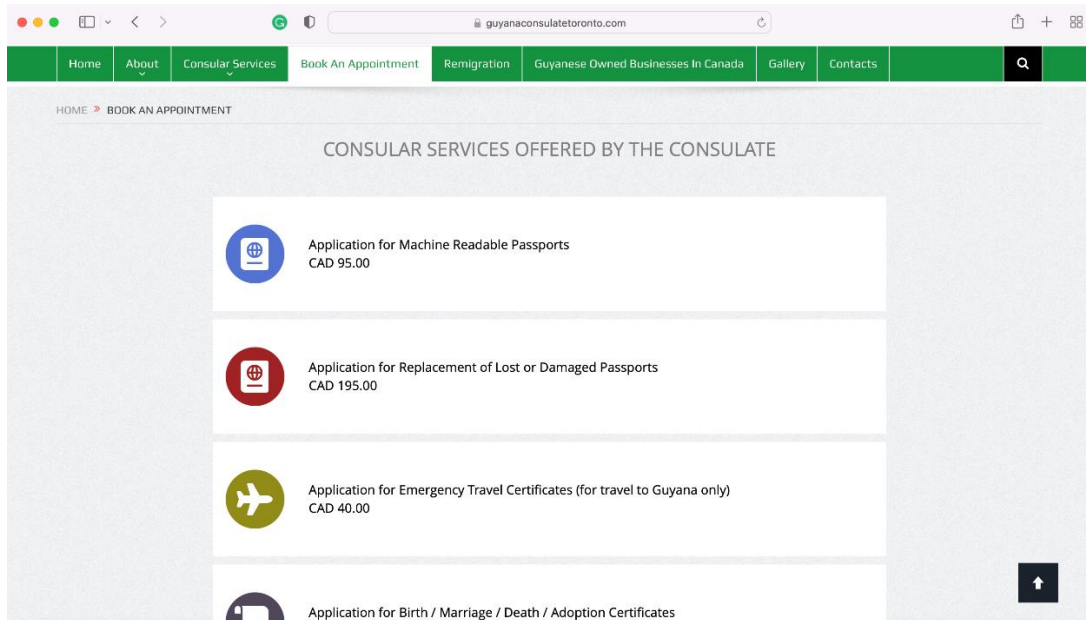 guyanaconsulatetoronto.com
Home About Consular Services Book An Appointment Remigration Guyanese Owned Businesses In Canada Gallery Contacts
HOME » BOOK AN APPOINTMENT
CONSULAR SERVICES OFFERED BY THE CONSULATE
Application for Machine Readable Passports
CAD 95.00
Application for Replacement of Lost or Damaged Passports
CAD 195.00
Application for Emergency Travel Certificates (for travel to Guyana only)
CAD 40.00
Application for Birth / Marriage / Death / Adoption Certificates